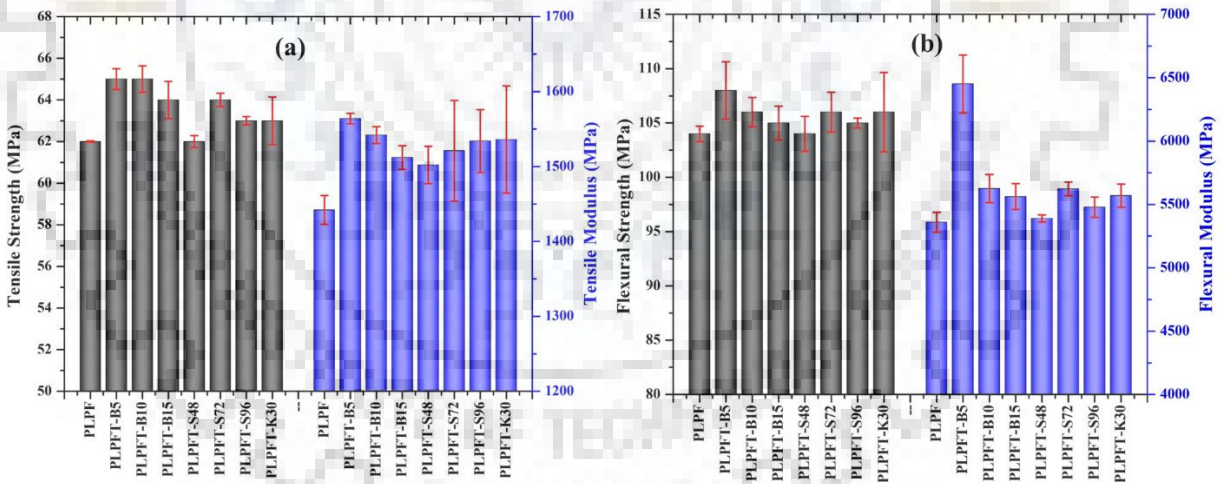 (a)
Tensile Strength (MPa)
68
66
64
62
60
58
56
54
52
50
1700
1600
1500
1400
1300
1200
Tensile Modulus (MPa)
PLPF
PLPFT-B5
PLPFT-B10
PLPFT-B15
PLPFT-S48
PLPFT-S72
PLPFT-S96
PLPFT-K30
--
PLPF
PLPFT-B5
PLPFT-B10
PLPFT-B15
PLPFT-S48
PLPFT-S72
PLPFT-S96
PLPFT-K30
(b)
Flexural Strength (MPa)
115
110
105
100
95
90
85
80
7000
6500
6000
5500
5000
4500
4000
Flexural Modulus (MPa)
PLPF
PLPFT-B5
PLPFT-B10
PLPFT-B15
PLPFT-S48
PLPFT-S72
PLPFT-S96
PLPFT-K30
--
PLPF
PLPFT-B5
PLPFT-B10
PLPFT-B15
PLPFT-S48
PLPFT-S72
PLPFT-S96
PLPFT-K30